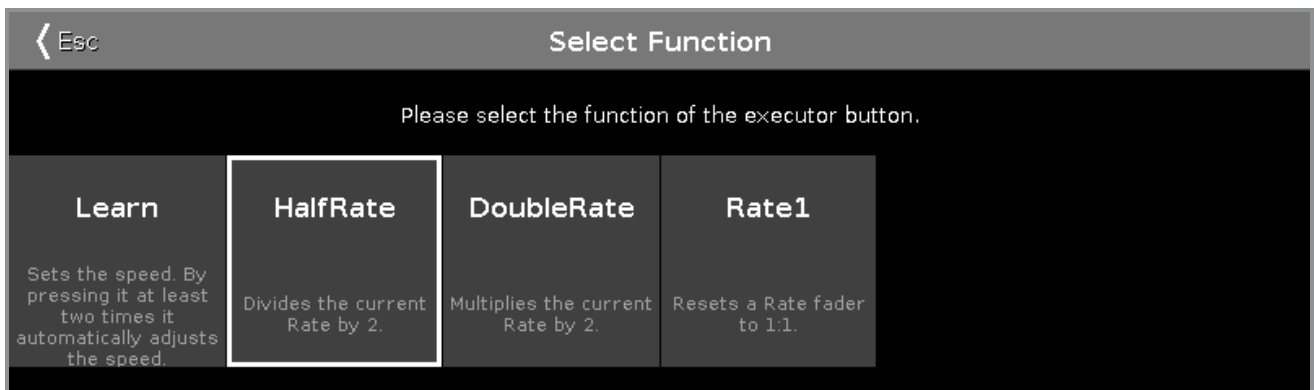 Esc
Select Function
Please select the function of the executor button.
Learn
Sets the speed. By
pressing it at least
two times it
automatically adjusts
the speed.
HalfRate
Divides the current
Rate by 2.
DoubleRate
Multiplies the current
Rate by 2.
Rate1
Resets a Rate fader
to 1:1.